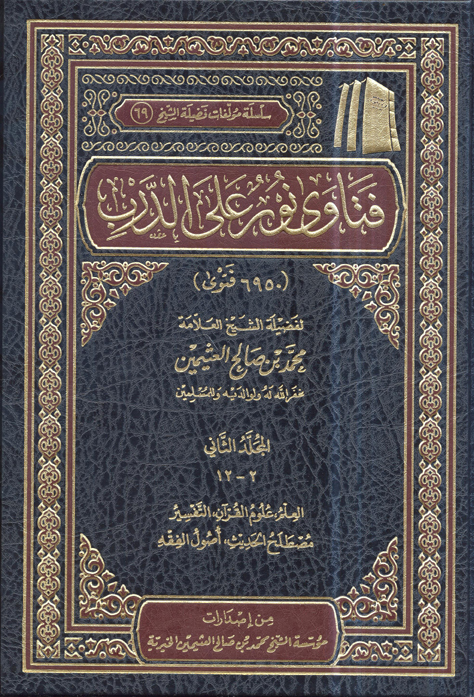 سلسلة مؤلفات فضيلة الشيخ (٦٩)
فتاوى نور على الدرب
(٦٩٥٠ فتوى)
لفضيلة الشيخ العلامة
محمد بن صالح العثيمين
غفر الله له ولوالديه وللمسلمين
المجلد الثاني
٢ - ١٢
العلم، علوم القرآن، التفسير
مصطلح الحديث، أصول الفقه
من إصدارات
مؤسسة الشيخ محمد بن صالح العثيمين الخيرية